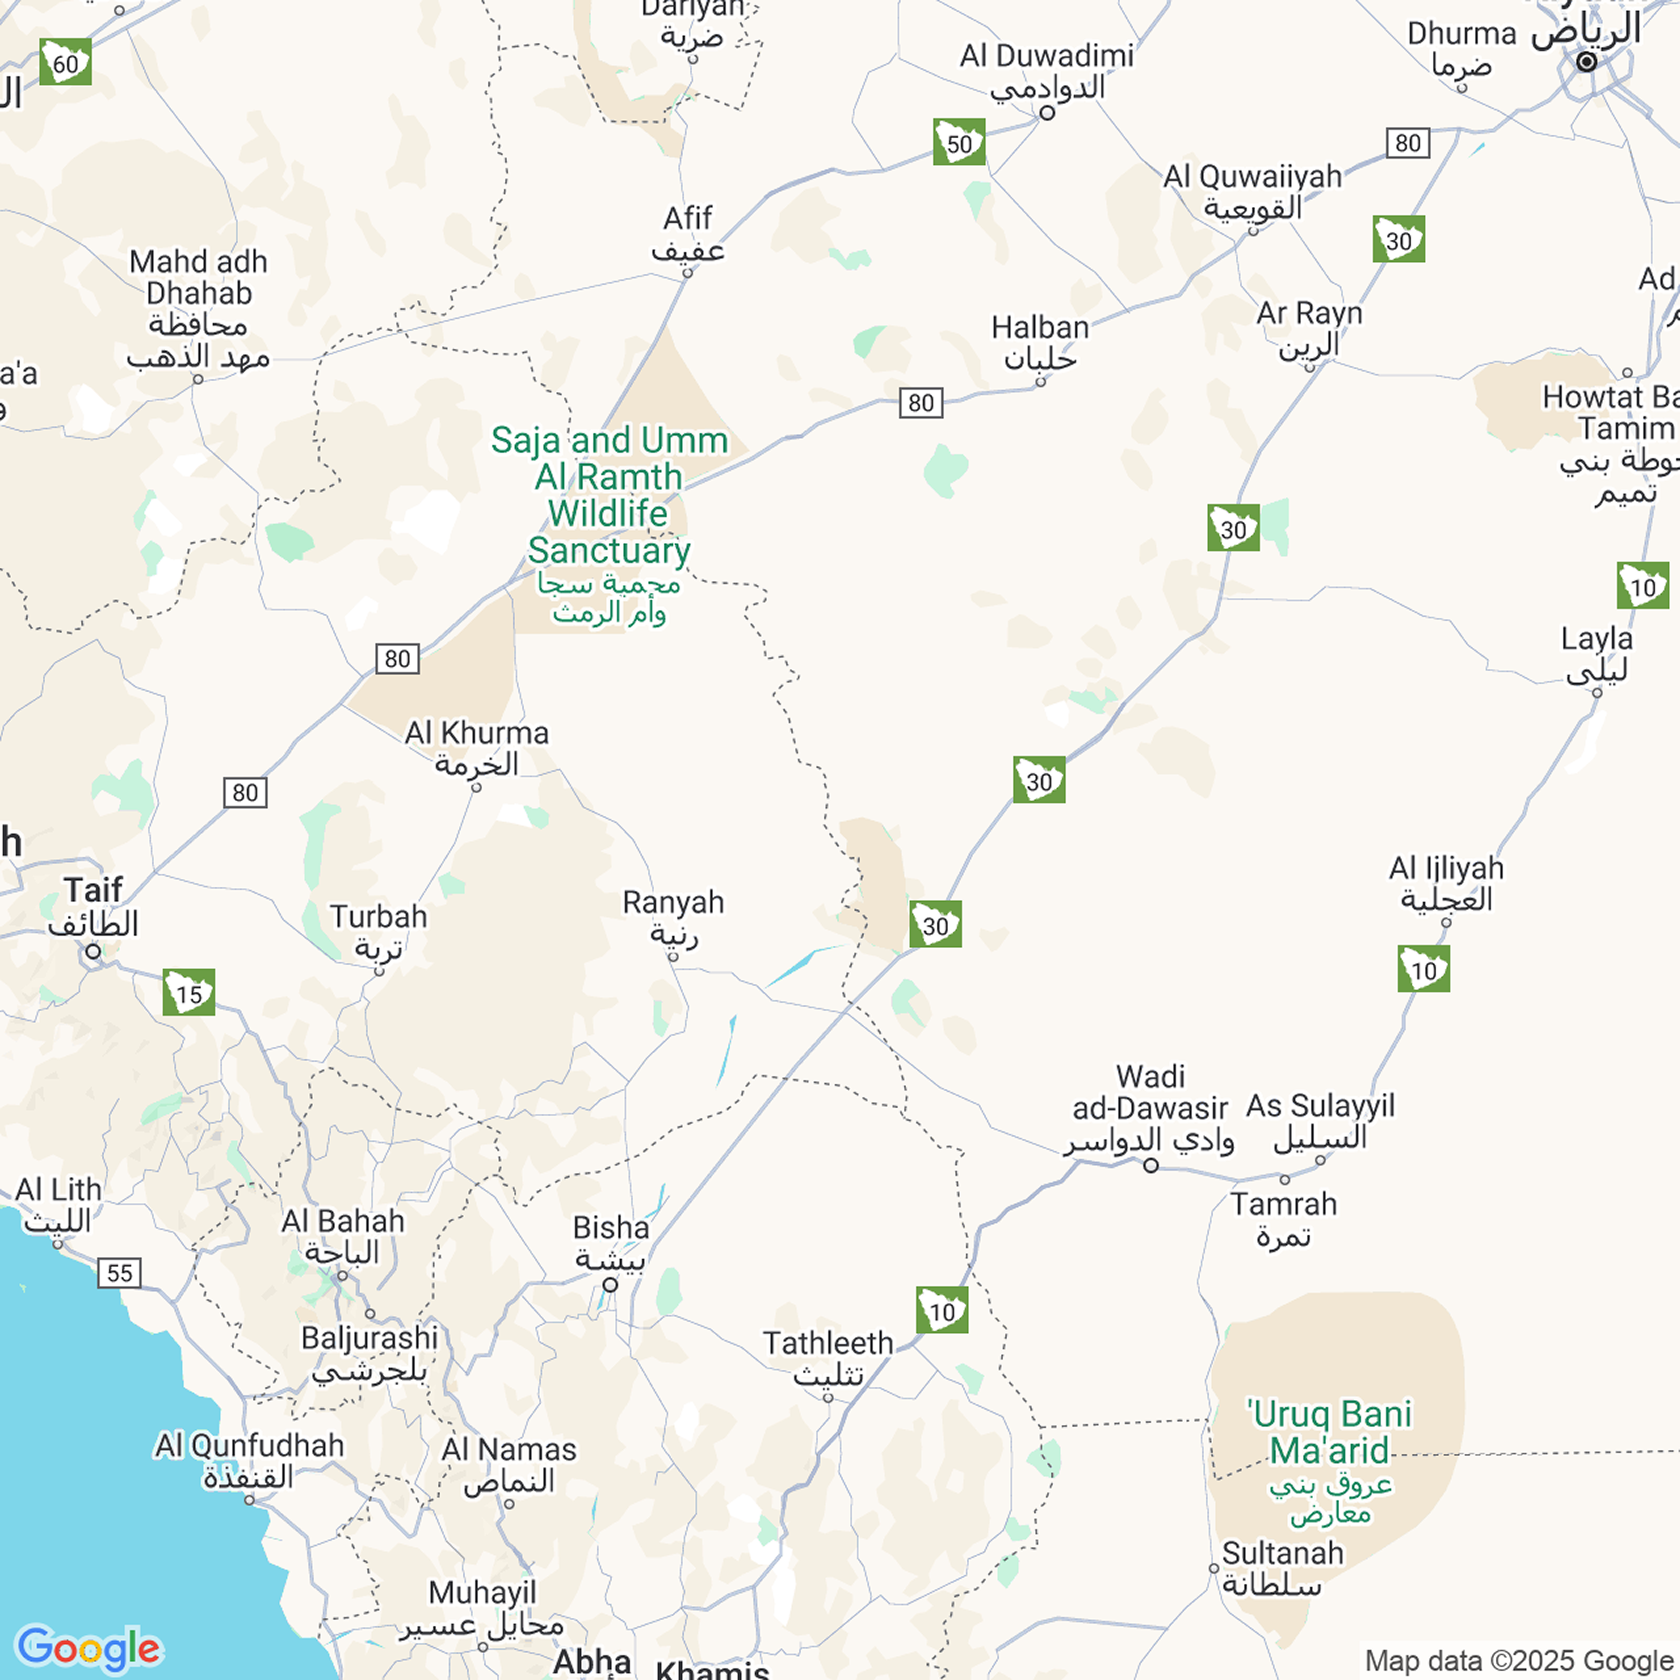 Dariyah
ضرية
60
Al Duwadimi
الدوادمي
Dhurma
ضرما
الرياض
50
80
Al Quwaiiyah
القويعية
30
Afif
عفيف
Mahd adh
Dhahab
محافظة
مهد الذهب
Ar Rayn
الرين
Halban
حلبان
80
Howtat
Tamim
تميم
Saja and Umm
Al Ramth
Wildlife
Sanctuary
محمية سجا
وأم الرمث
30
10
Layla
ليلى
80
Al Khurma
الخرمة
80
30
Al Ijliyah
العجلية
Taif
الطائف
Turbah
تربة
Ranyah
رنية
30
10
15
Wadi
ad-Dawasir
وادي الدواسر
As Sulayyil
السليل
Tamrah
تمرة
Al Lith
الليث
55
Al Bahah
الباحة
Bisha
بيشة
10
Baljurashi
بلجرشي
Tathleeth
تثليث
'Uruq Bani
Ma'arid
عروق بني
معارض
Al Qunfudhah
القنفذة
Al Namas
النماص
Sultanah
سلطانة
Muhayil
محايل عسير
Abha
Khamis
Google
Map data ©2025 Google